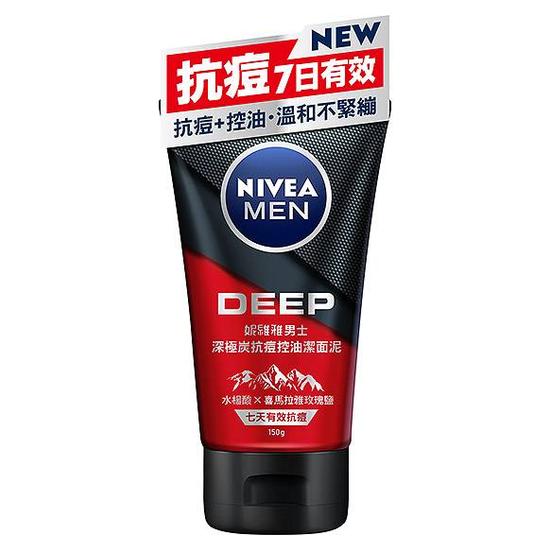 NEW
抗痘7日有效
抗痘+控油·溫和不緊繃
NIVEA
MEN
DEEP
妮維雅男士
深極炭抗痘控油潔面泥
水楊酸×喜馬拉雅玫瑰鹽
七天有效抗痘
150g